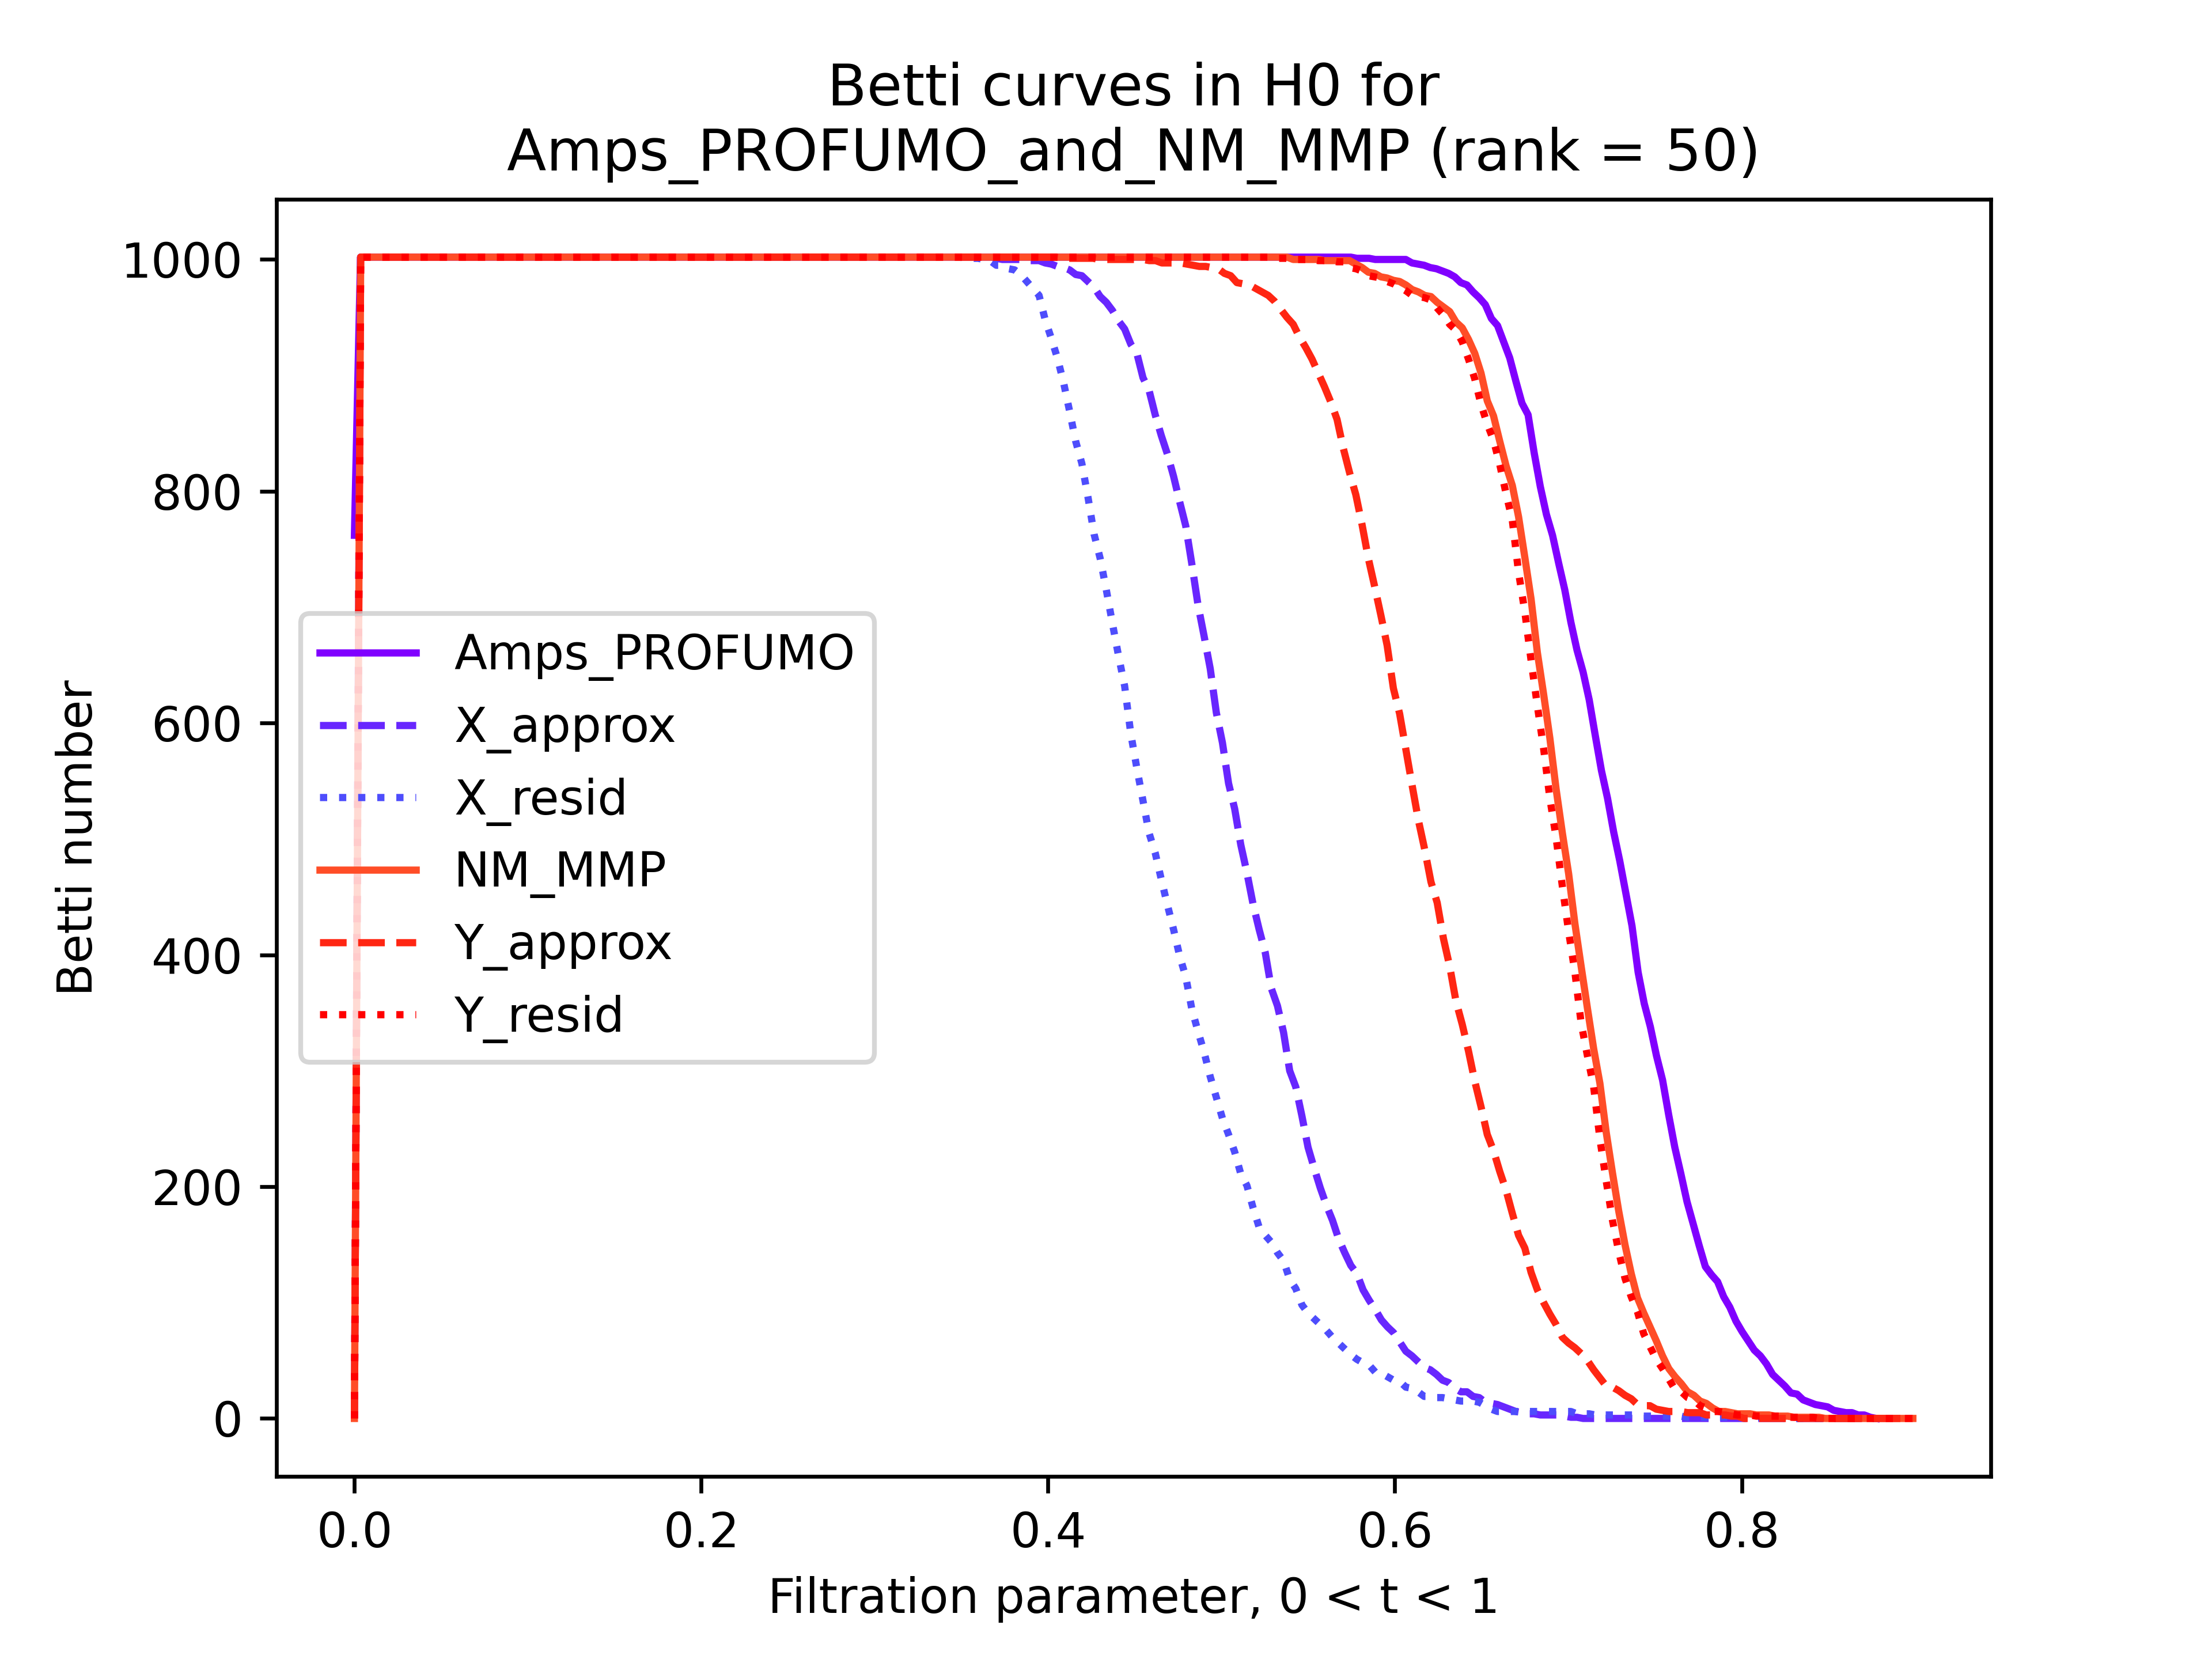 Betti curves in H0 for
Amps_PROFUMO_and_NM_MMP (rank = 50)
Betti number
1000
800
600
400
200
0
Amps_PROFUMO
X_approx
X_resid
NM_MMP
Y_approx
Y_resid
0.0 0.2 0.4 0.6 0.8
Filtration parameter, 0 < t < 1